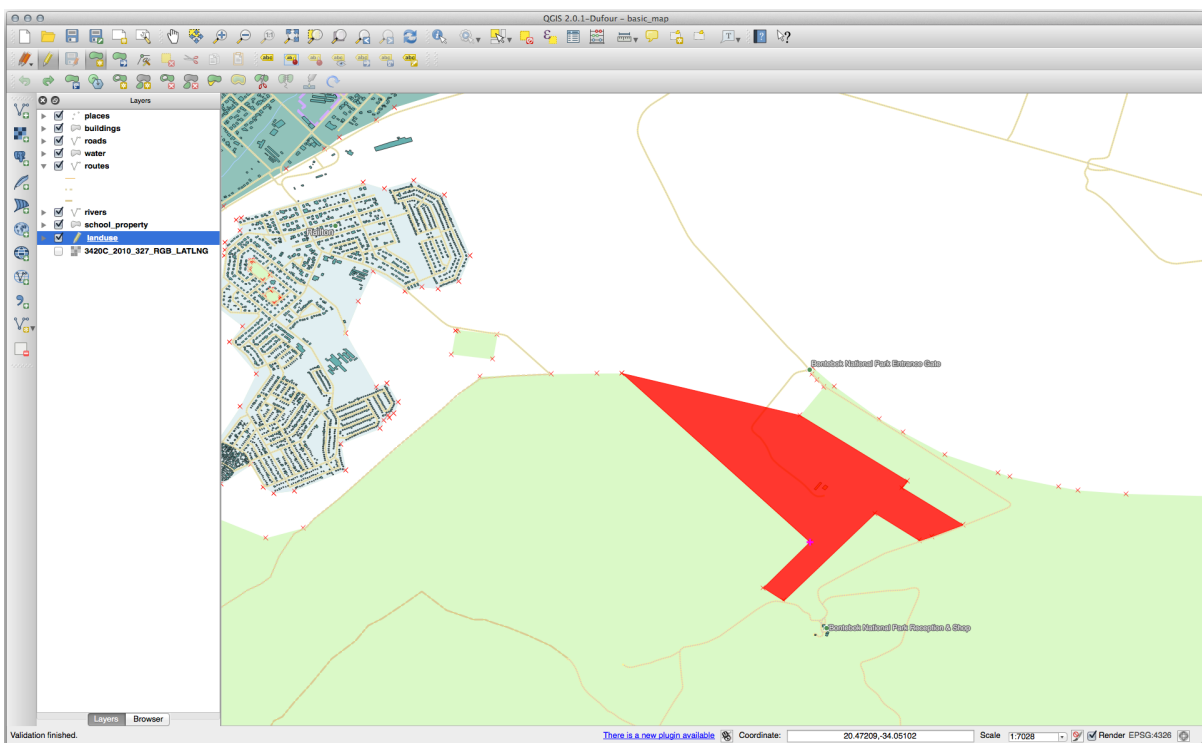 QGIS 2.0.1-Dufour - basic_map
Layers
places
buildings
roads
water
routes
rivers
school_property
landuse
3420C_2010_327_RGB_LATLNG
Railton
Bontebok National Park Entrance Gate
Bontebok National Park Reception & Shop
Layers Browser
Validation finished. There is a new plugin available Coordinate: 20.47209,-34.05102 Scale 1:7028 Render EPSG:4326